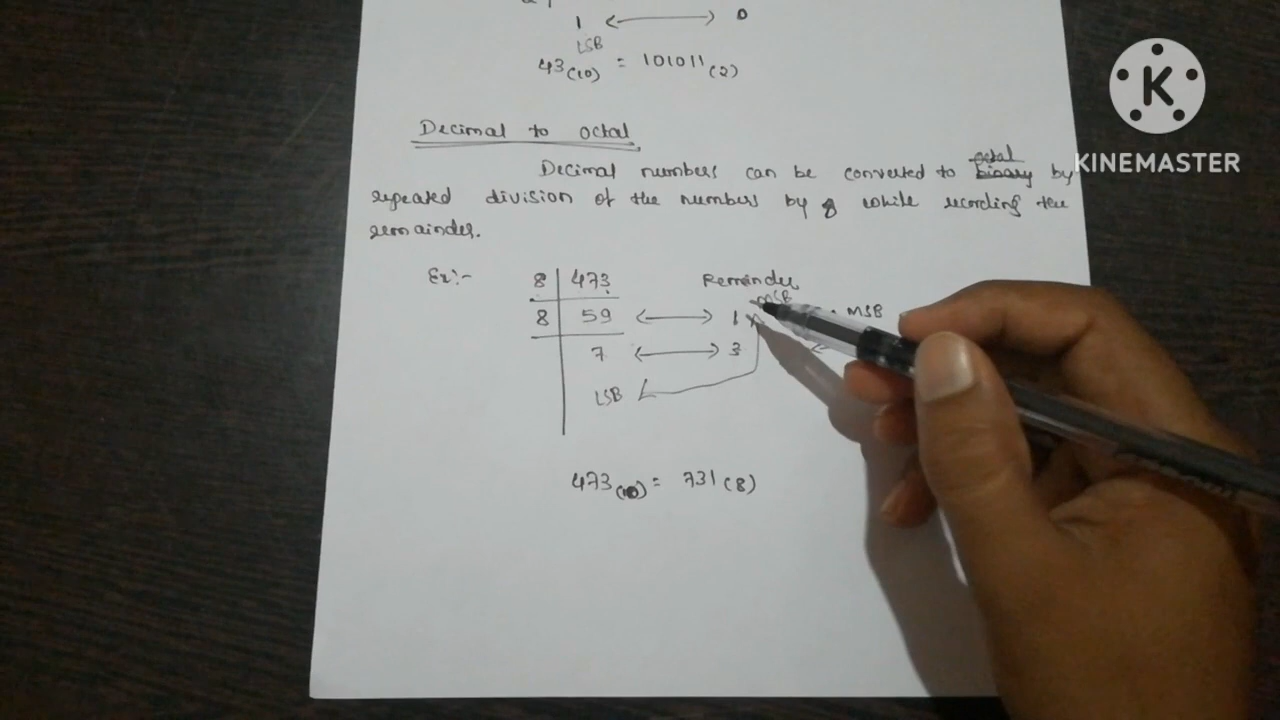 1 <——> 0
LSB
43(10) = 101011(2)
KINEMASTER
Decimal to octal
octal
Decimal numbers can be converted to binary by
repeated division of the numbers by 8 while recording the
remainder.
Ex:- 8 473 Reminder
MSB
8 59 <——> 1 MSB
7 <——> 3
LSB
473(10) = 731(8)